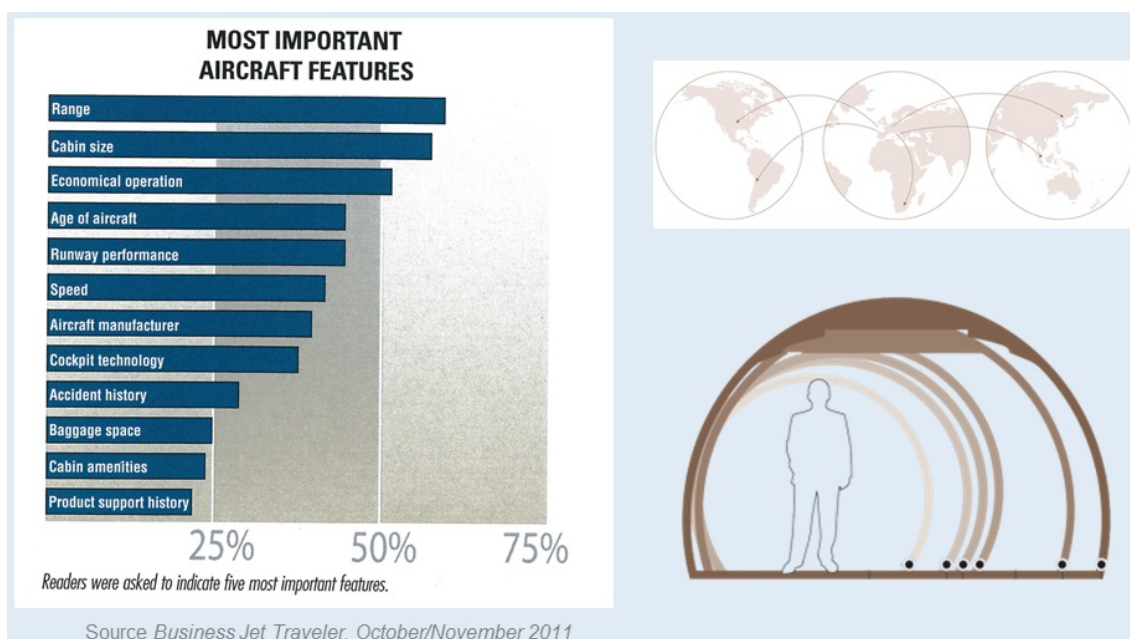 MOST IMPORTANT
AIRCRAFT FEATURES
Range
Cabin size
Economical operation
Age of aircraft
Runway performance
Speed
Aircraft manufacturer
Cockpit technology
Accident history
Baggage space
Cabin amenities
Product support history
25% 50% 75%
Readers were asked to indicate five most important features.
Source Business Jet Traveler, October/November 2011